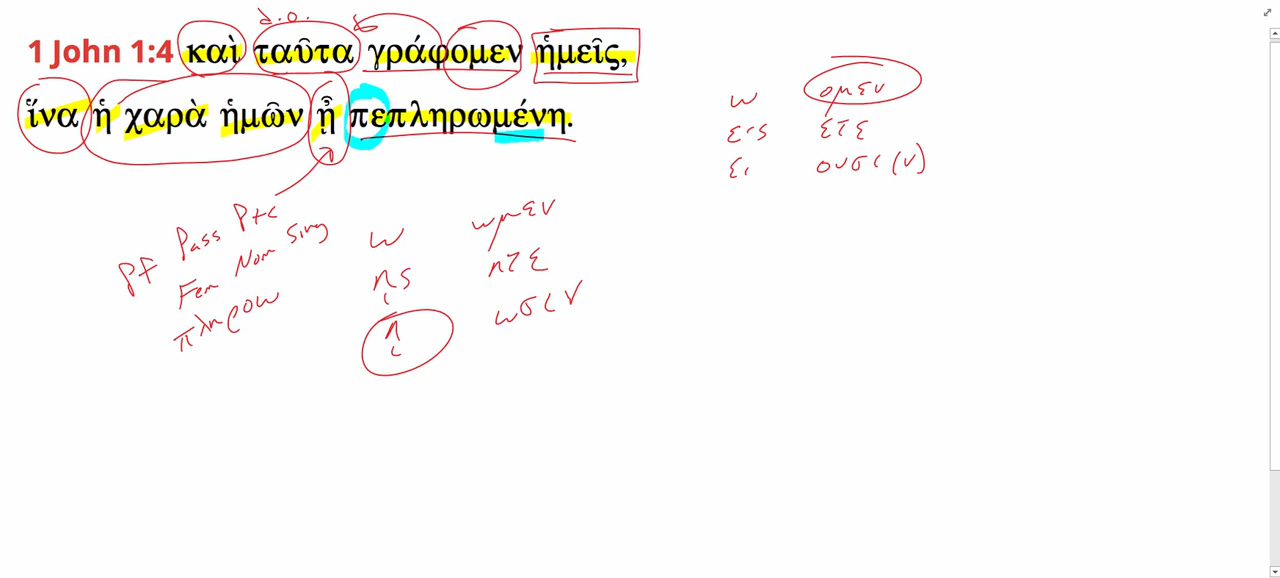 d.o.
1 John 1:4 καὶ ταῦτα γράφομεν ἡμεῖς,
ἵνα ἡ χαρὰ ἡμῶν ᾖ πεπληρωμένη.
ω ομεν
εις ετε
ει ουσι(ν)
Pf Pass Ptc
Fem Nom Sing
πληροω
ω ωμεν
ῃς ητε
ῃ ωσιν